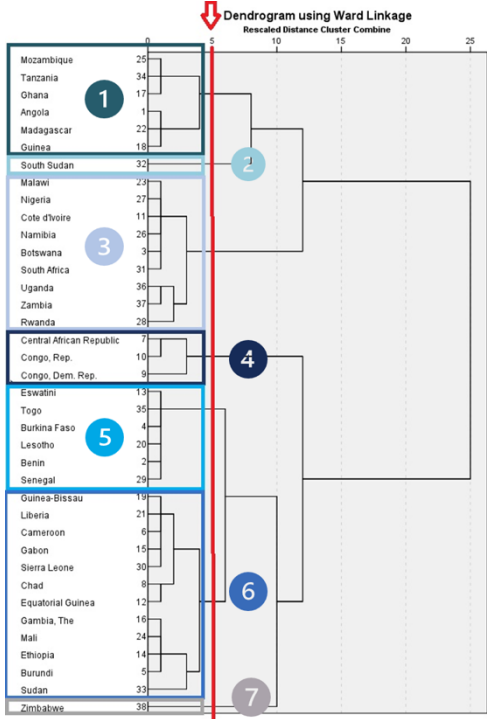 Dendrogram using Ward Linkage
Rescaled Distance Cluster Combine
0 5 10 15 20 25
Mozambique 25
Tanzania 34
Ghana 17
Angola 1
Madagascar 22
Guinea 18
1
South Sudan 32
2
Malawi 23
Nigeria 27
Cote d'Ivoire 11
Namibia 26
Botswana 3
South Africa 31
Uganda 36
Zambia 37
Rwanda 28
3
Central African Republic 7
Congo, Rep. 10
Congo, Dem. Rep. 9
4
Eswatini 13
Togo 35
Burkina Faso 4
Lesotho 20
Benin 2
Senegal 29
5
Guinea-Bissau 19
Liberia 21
Cameroon 6
Gabon 15
Sierra Leone 30
Chad 8
Equatorial Guinea 12
Gambia, The 16
Mali 24
Ethiopia 14
Burundi 5
Sudan 33
6
Zimbabwe 38
7